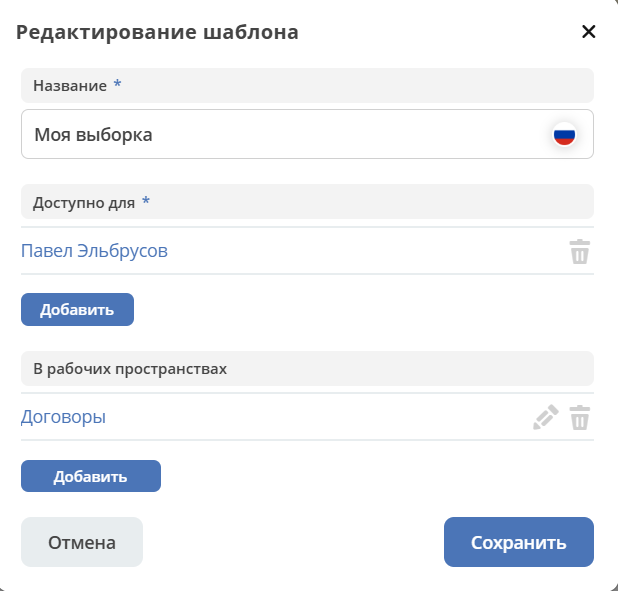 Редактирование шаблона
Название *
Моя выборка
Доступно для *
Павел Эльбрусов
Добавить
В рабочих пространствах
Договоры
Добавить
Отмена
Сохранить